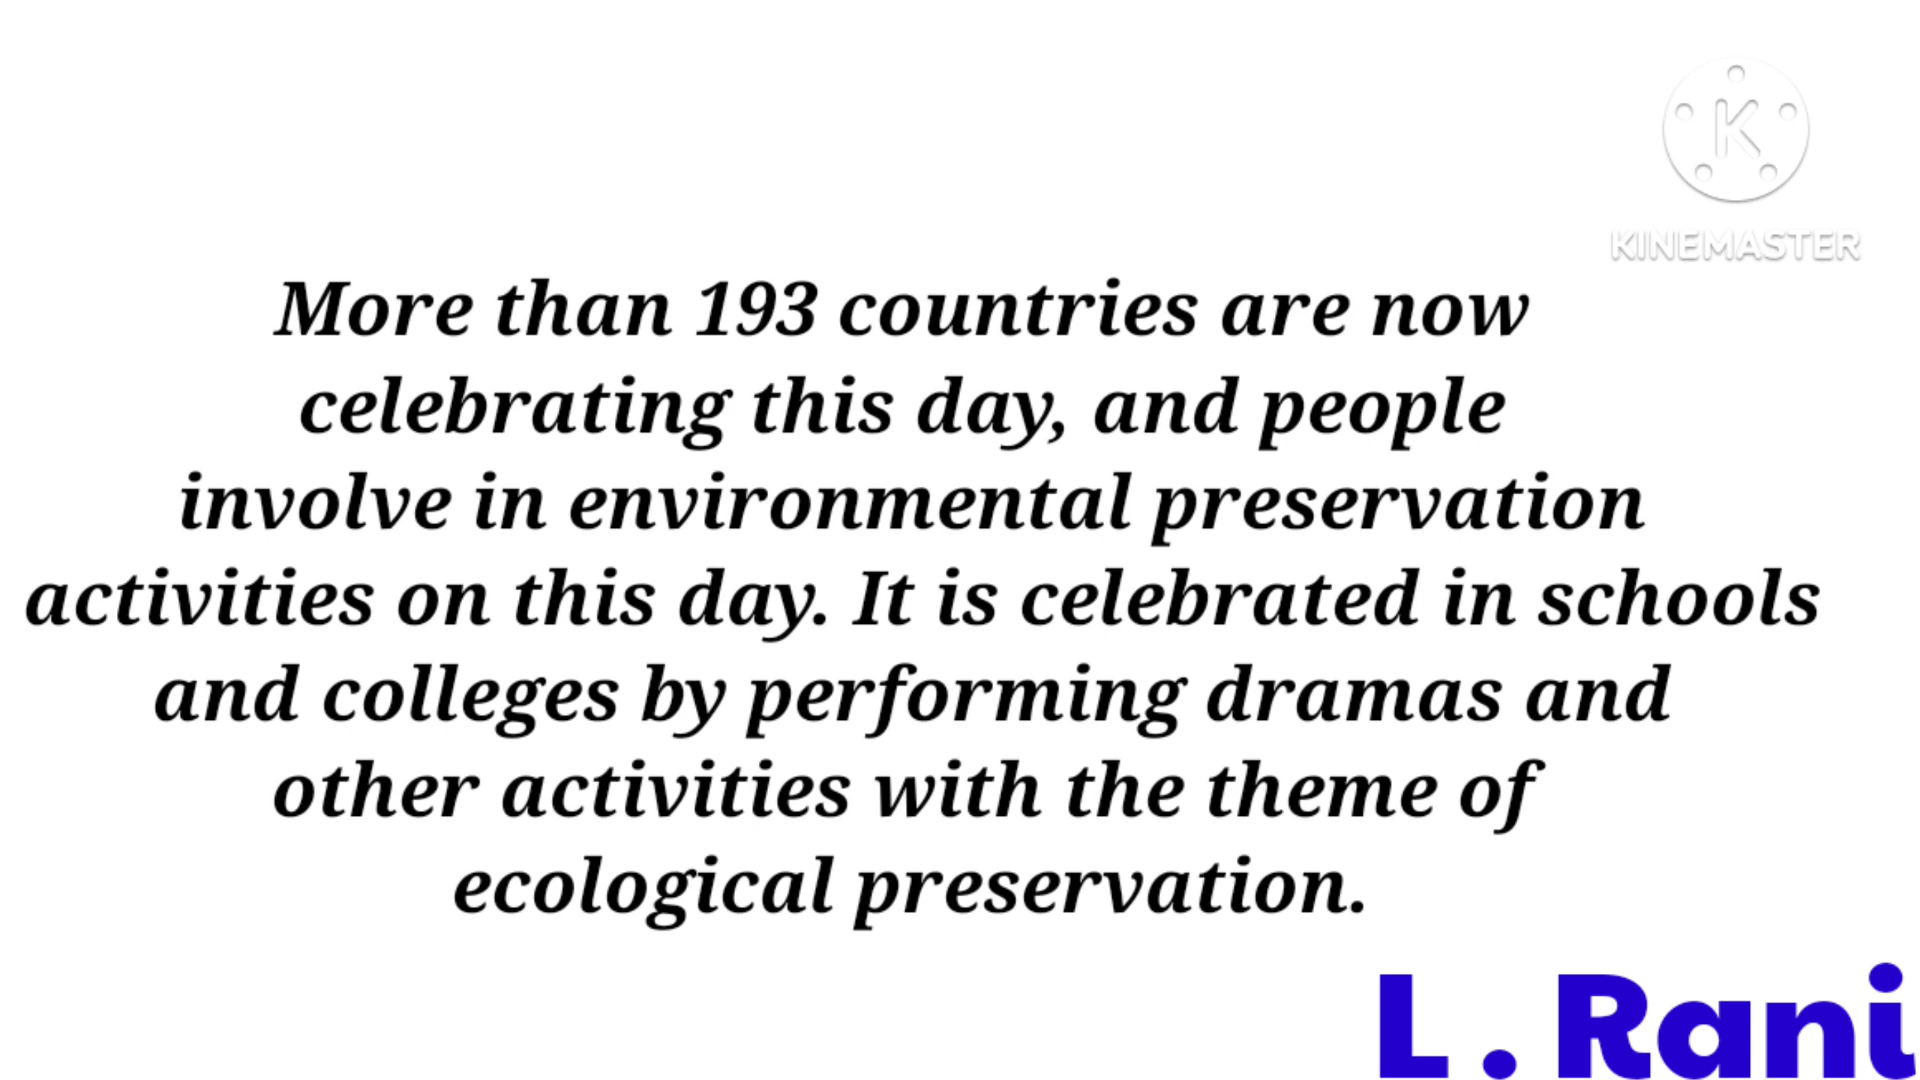 KINEMASTER
More than 193 countries are now
celebrating this day, and people
involve in environmental preservation
activities on this day. It is celebrated in schools
and colleges by performing dramas and
other activities with the theme of
ecological preservation.
L . Rani